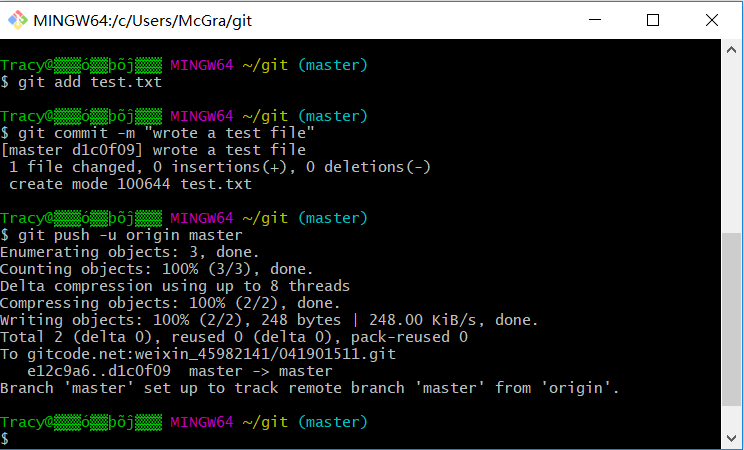 MINGW64:/c/Users/McGra/git
Tracy@▒▒▒ó▒▒þõĵ▒▒▒ MINGW64 ~/git (master)
$ git add test.txt
Tracy@▒▒▒ó▒▒þõĵ▒▒▒ MINGW64 ~/git (master)
$ git commit -m "wrote a test file"
[master d1c0f09] wrote a test file
1 file changed, 0 insertions(+), 0 deletions(-)
create mode 100644 test.txt
Tracy@▒▒▒ó▒▒þõĵ▒▒▒ MINGW64 ~/git (master)
$ git push -u origin master
Enumerating objects: 3, done.
Counting objects: 100% (3/3), done.
Delta compression using up to 8 threads
Compressing objects: 100% (2/2), done.
Writing objects: 100% (2/2), 248 bytes | 248.00 KiB/s, done.
Total 2 (delta 0), reused 0 (delta 0), pack-reused 0
To gitcode.net:weixin_45982141/041901511.git
e12c9a6..d1c0f09  master -> master
Branch 'master' set up to track remote branch 'master' from 'origin'.
Tracy@▒▒▒ó▒▒þõĵ▒▒▒ MINGW64 ~/git (master)
$